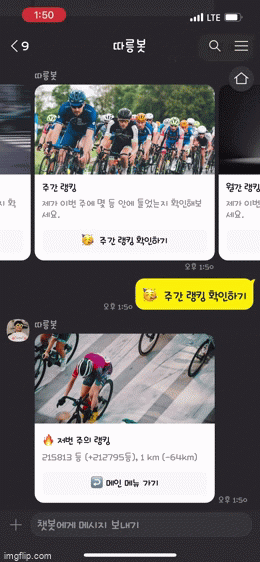 1:50
LTE
9
따릉봇
따릉봇
주간 랭킹
제가 이번 주에 몇 등 안에 들었는지 확인해보
세요.
🥳 주간 랭킹 확인하기
지 확
월간 랭킹
제가 이
세요.
오후 1:50
🥳 주간 랭킹 확인하기
오후 1:50
따릉봇
🔥 저번 주의 랭킹
215813 등 (+212795등), 1 km (-64km)
↩️ 메인 메뉴 가기
오후 1:50
챗봇에게 메시지 보내기
imgflip.com